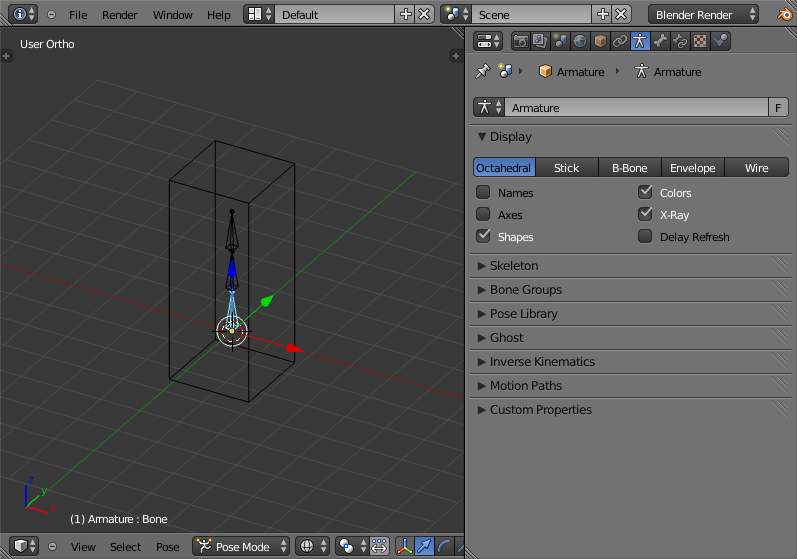 File Render Window Help Default Scene Blender Render
User Ortho
Armature Armature
Armature F
Display
Octahedral Stick B-Bone Envelope Wire
Names Colors
Axes X-Ray
Shapes Delay Refresh
Skeleton
Bone Groups
Pose Library
Ghost
Inverse Kinematics
Motion Paths
Custom Properties
z
y
x
(1) Armature : Bone
View Select Pose Pose Mode